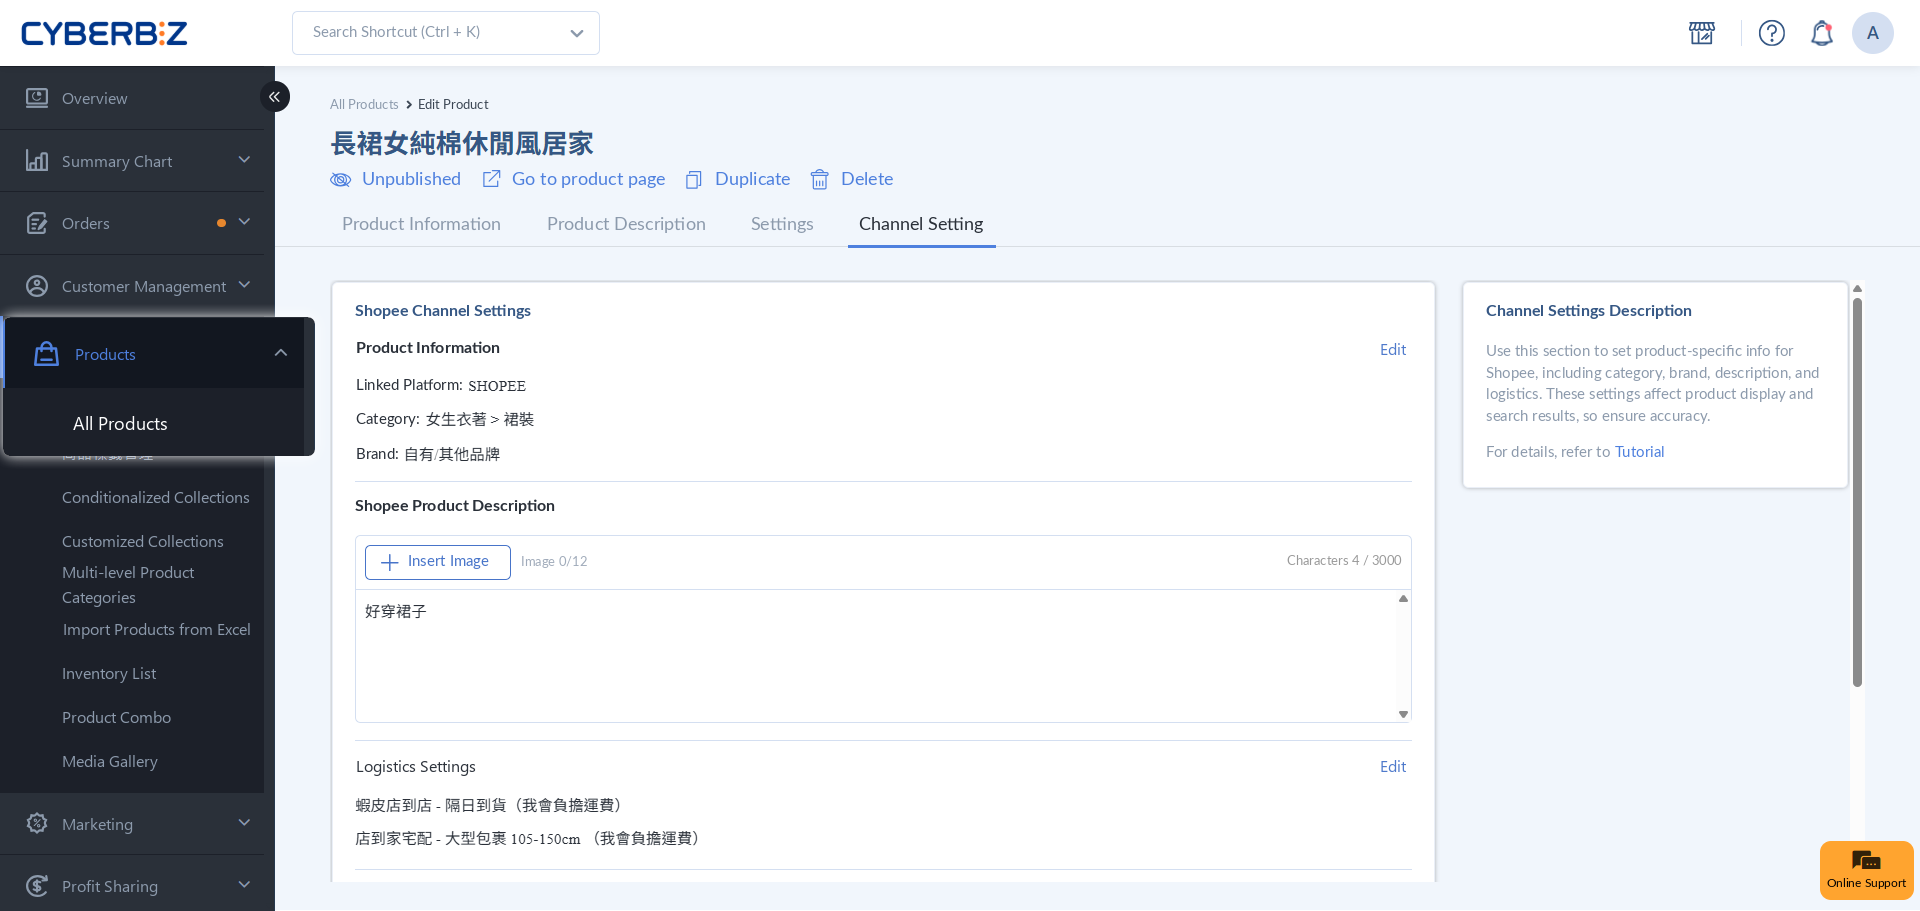 CYBERBIZ
Search Shortcut (Ctrl + K)
A
Overview
Summary Chart
Orders
Customer Management
Products
All Products
Conditionalized Collections
Customized Collections
Multi-level Product
Categories
Import Products from Excel
Inventory List
Product Combo
Media Gallery
Marketing
Profit Sharing
All Products > Edit Product
長裙女純棉休閒風居家
Unpublished
Go to product page
Duplicate
Delete
Product Information
Product Description
Settings
Channel Setting
Shopee Channel Settings
Product Information
Edit
Linked Platform: SHOPEE
Category: 女生衣著 > 裙裝
Brand: 自有/其他品牌
Shopee Product Description
Insert Image
Image 0/12
Characters 4 / 3000
好穿裙子
Logistics Settings
Edit
蝦皮店到店 - 隔日到貨（我會負擔運費）
店到家宅配 - 大型包裹 105-150cm （我會負擔運費）
Channel Settings Description
Use this section to set product-specific info for
Shopee, including category, brand, description, and
logistics. These settings affect product display and
search results, so ensure accuracy.
For details, refer to Tutorial
Online Support